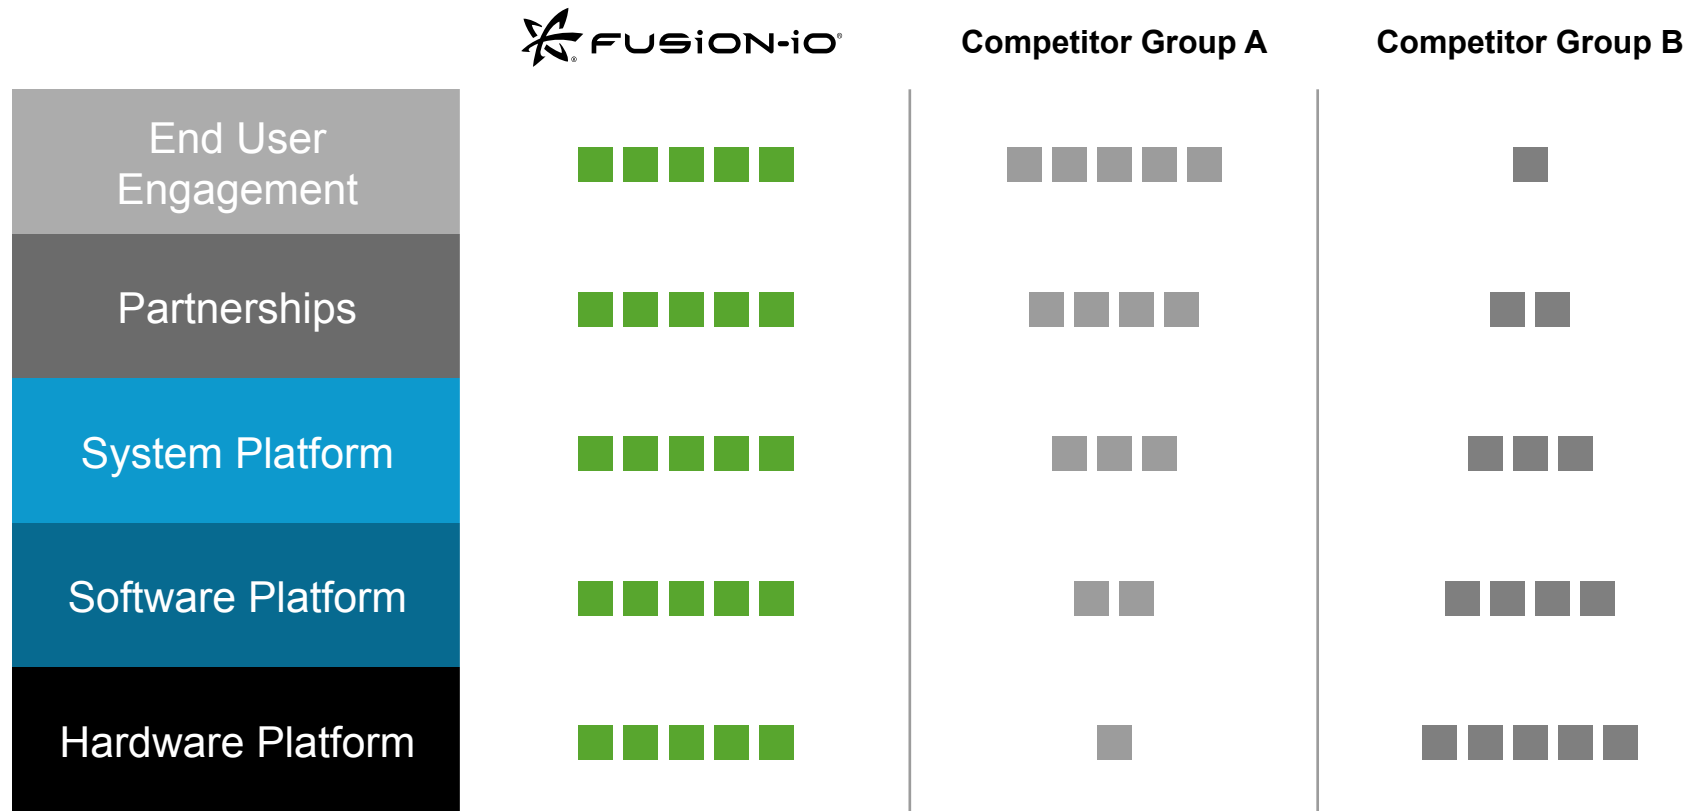 FUSiON-iO®
Competitor Group A
Competitor Group B
End User
Engagement
Partnerships
System Platform
Software Platform
Hardware Platform